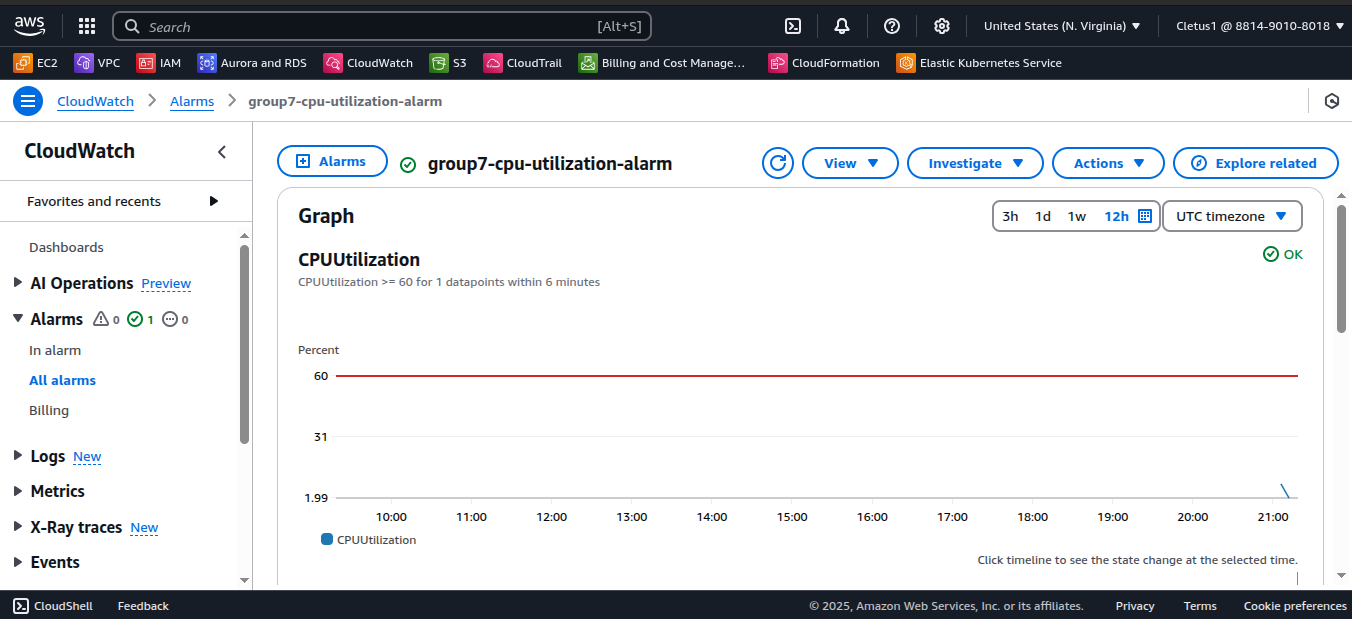 aws
Search [Alt+S]
United States (N. Virginia)
Cletus1 @ 8814-9010-8018
EC2 VPC IAM Aurora and RDS CloudWatch S3 CloudTrail Billing and Cost Manage... CloudFormation Elastic Kubernetes Service
CloudWatch Alarms group7-cpu-utilization-alarm
CloudWatch
Favorites and recents
Dashboards
AI Operations Preview
Alarms 0 1 0
In alarm
All alarms
Billing
Logs New
Metrics
X-Ray traces New
Events
Alarms
group7-cpu-utilization-alarm
View Investigate Actions Explore related
Graph
3h 1d 1w 12h UTC timezone
CPUUtilization
OK
CPUUtilization >= 60 for 1 datapoints within 6 minutes
Percent
60
31
1.99
10:00 11:00 12:00 13:00 14:00 15:00 16:00 17:00 18:00 19:00 20:00 21:00
CPUUtilization
Click timeline to see the state change at the selected time.
CloudShell Feedback © 2025, Amazon Web Services, Inc. or its affiliates. Privacy Terms Cookie preferences